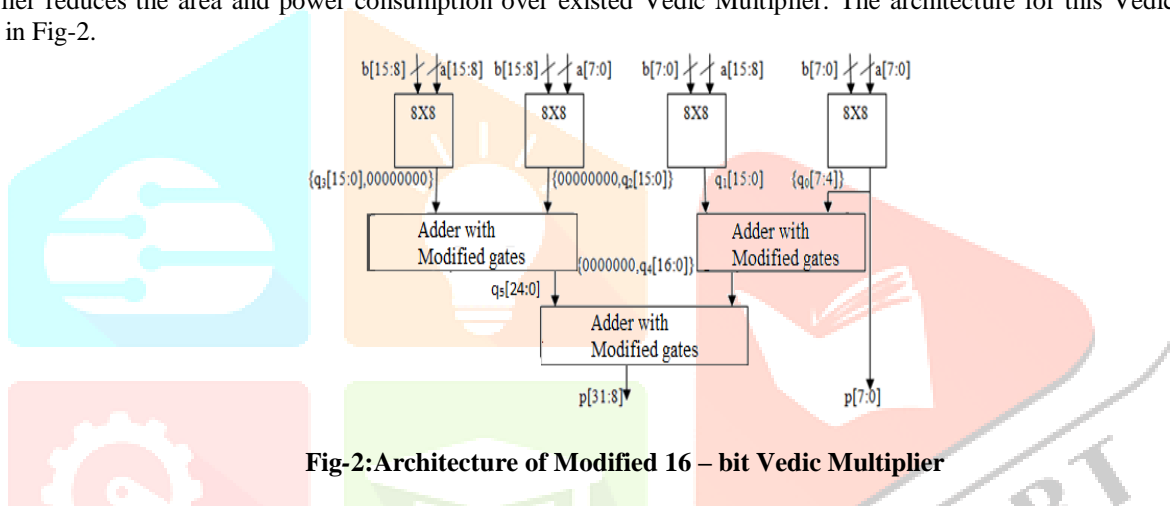 ner reduces the area and power consumption over existed Vedic Multiplier. The architecture for this Vedic
in Fig-2.
b[15:8] a[15:8] b[15:8] a[7:0] b[7:0] a[15:8] b[7:0] a[7:0]
8X8 8X8 8X8 8X8
{q3[15:0],00000000} {00000000,q2[15:0]} q1[15:0] {q0[7:4]}
Adder with Modified gates
Adder with Modified gates
{0000000,q4[16:0]}
q5[24:0]
Adder with
Modified gates
p[31:8] p[7:0]
Fig-2:Architecture of Modified 16 – bit Vedic Multiplier